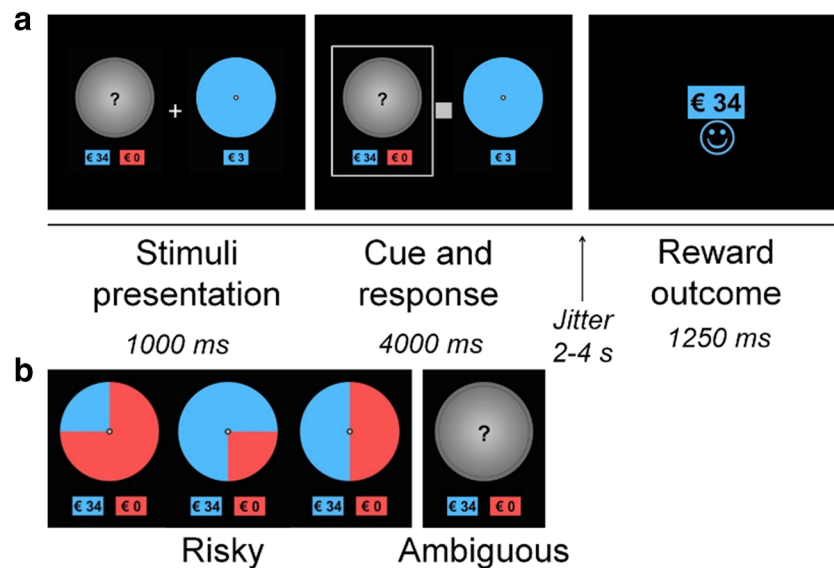 a
?
+
€ 34 € 0
€ 3
?
€ 34 € 0
€ 3
€ 34
Stimuli
presentation
1000 ms
Cue and
response
4000 ms
Jitter
2-4 s
Reward
outcome
1250 ms
b
€ 34 € 0
€ 34 € 0
€ 34 € 0
?
€ 34 € 0
Risky
Ambiguous